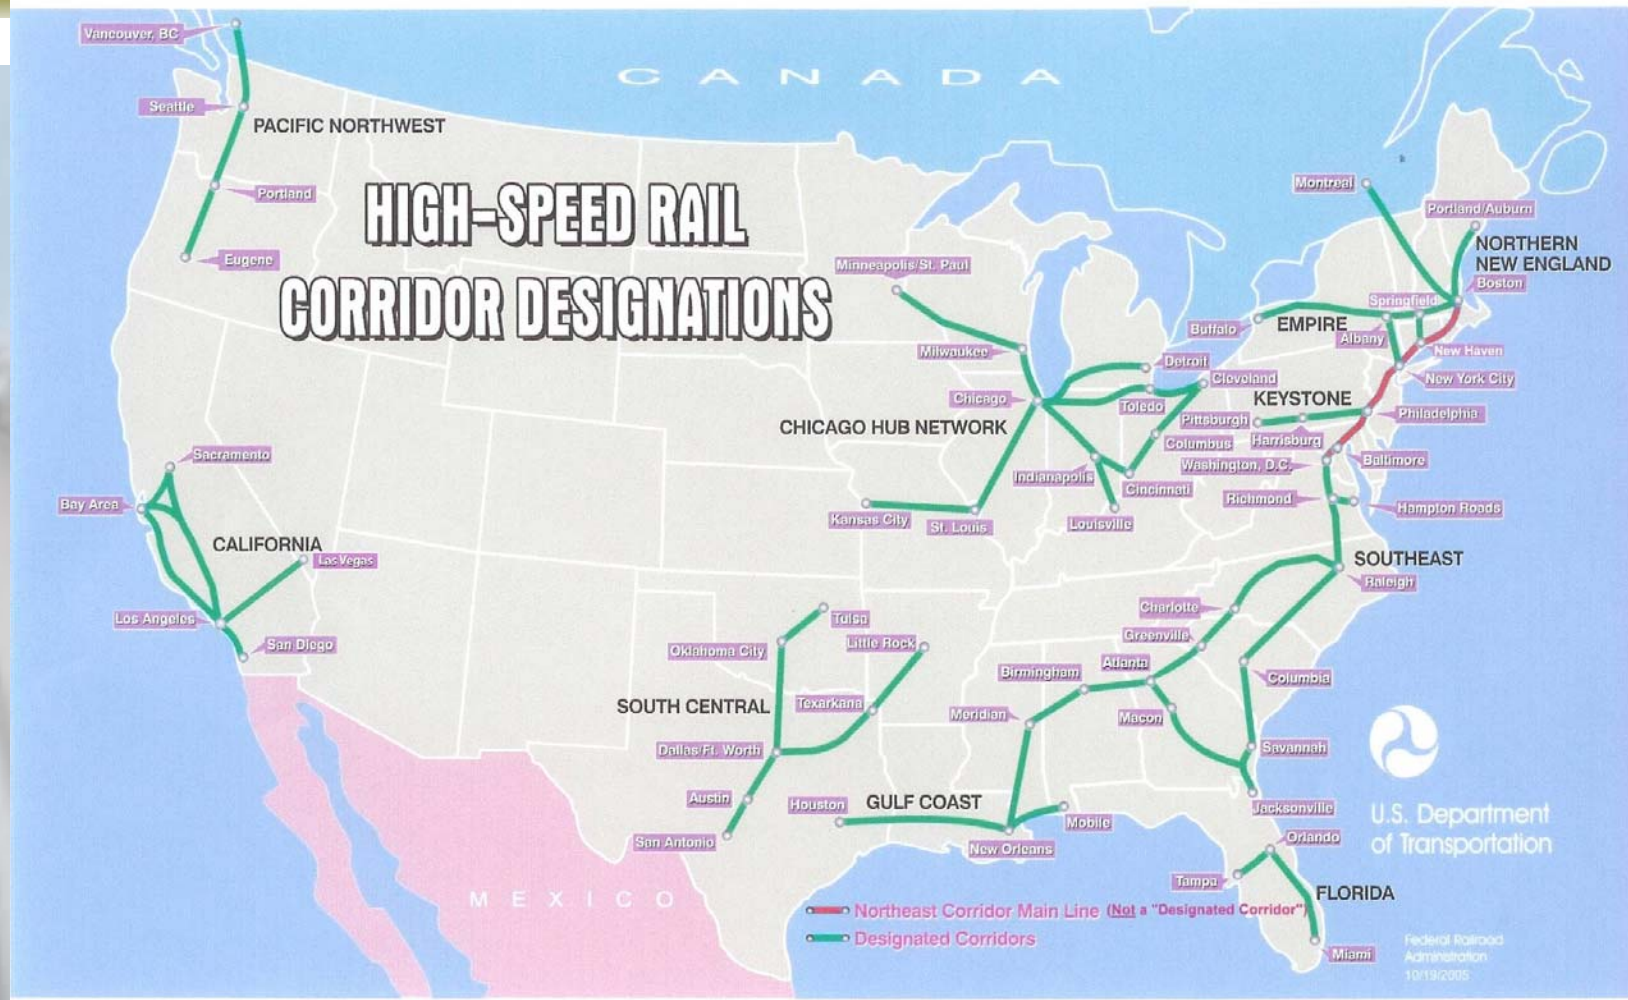 Vancouver, BC
CANADA
Seattle
PACIFIC NORTHWEST
Portland
Eugene
HIGH-SPEED RAIL
CORRIDOR DESIGNATIONS
Montreal
Portland/Auburn
NORTHERN
NEW ENGLAND
Boston
Minneapolis/St. Paul
Springfield
Buffalo
EMPIRE
Albany
Milwaukee
New Haven
Detroit
New York City
Cleveland
Chicago
Toledo
KEYSTONE
Philadelphia
CHICAGO HUB NETWORK
Pittsburgh
Columbus
Harrisburg
Sacramento
Washington, D.C.
Baltimore
Indianapolis
Cincinnati
Bay Area
Richmond
Hampton Roads
Kansas City
St. Louis
Louisville
CALIFORNIA
Las Vegas
SOUTHEAST
Raleigh
Los Angeles
San Diego
Charlotte
Tulsa
Greenville
Oklahoma City
Little Rock
Atlanta
Birmingham
Columbia
SOUTH CENTRAL
Texarkana
Meridian
Macon
Dallas/Ft. Worth
Savannah
Austin
Houston
GULF COAST
Jacksonville
Mobile
U.S. Department
of Transportation
San Antonio
New Orleans
Orlando
Tampa
FLORIDA
MEXICO
Northeast Corridor Main Line (Not a "Designated Corridor")
Designated Corridors
Miami
Federal Railroad
Administration
10/19/2005